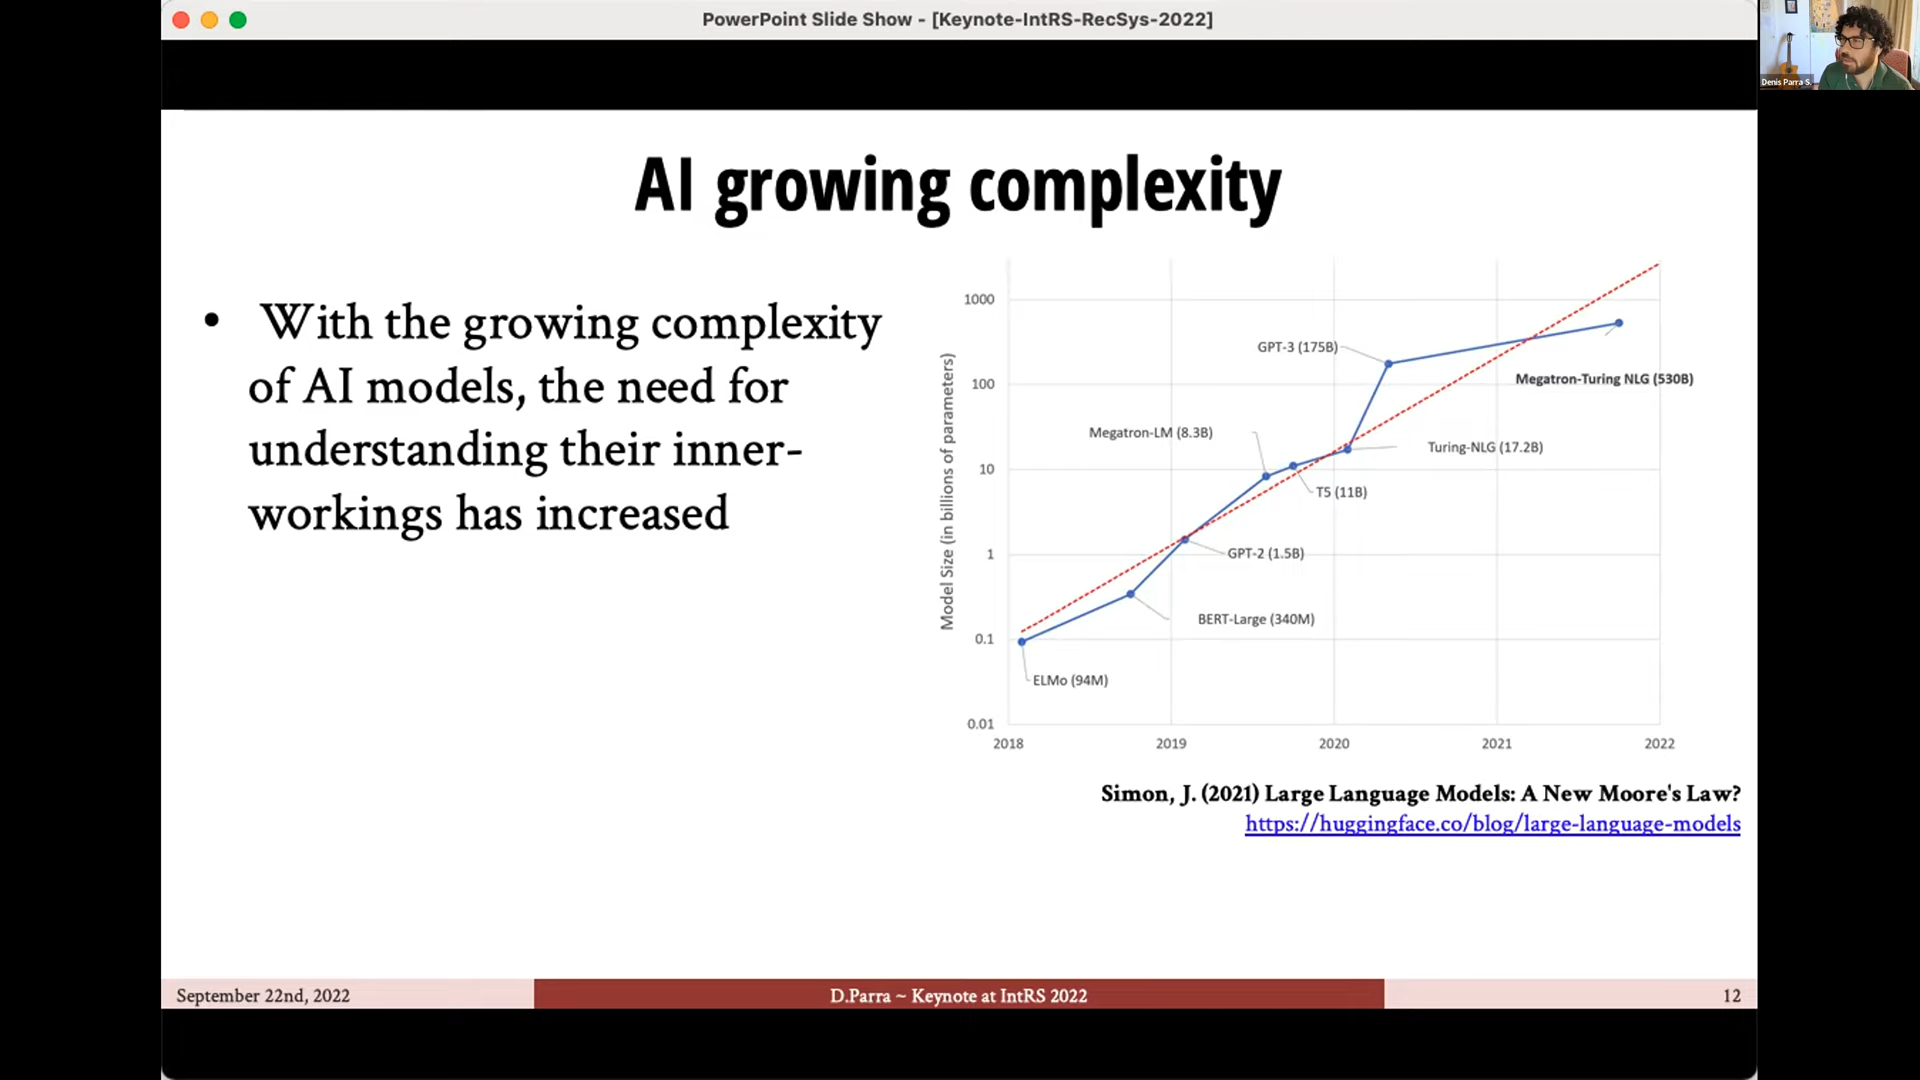 PowerPoint Slide Show - [Keynote-IntRS-RecSys-2022]
Denis Parra S.
AI growing complexity
• With the growing complexity
of AI models, the need for
understanding their inner-
workings has increased
Model Size (in billions of parameters)
1000
100
10
1
0.1
0.01
2018
2019
2020
2021
2022
GPT-3 (175B)
Megatron-Turing NLG (530B)
Megatron-LM (8.3B)
Turing-NLG (17.2B)
T5 (11B)
GPT-2 (1.5B)
BERT-Large (340M)
ELMo (94M)
Simon, J. (2021) Large Language Models: A New Moore's Law?
https://huggingface.co/blog/large-language-models
September 22nd, 2022
D.Parra ~ Keynote at IntRS 2022
12